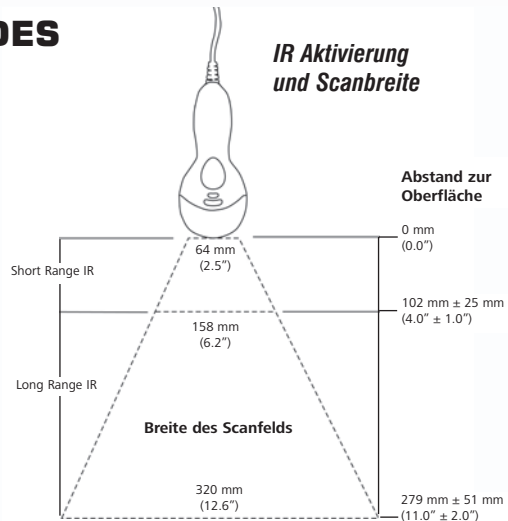 DES
IR Aktivierung
und Scanbreite
Abstand zur
Oberfläche
0 mm
(0.0”)
64 mm
(2.5”)
Short Range IR
102 mm ± 25 mm
(4.0” ± 1.0”)
158 mm
(6.2”)
Long Range IR
Breite des Scanfelds
320 mm
(12.6”)
279 mm ± 51 mm
(11.0” ± 2.0”)